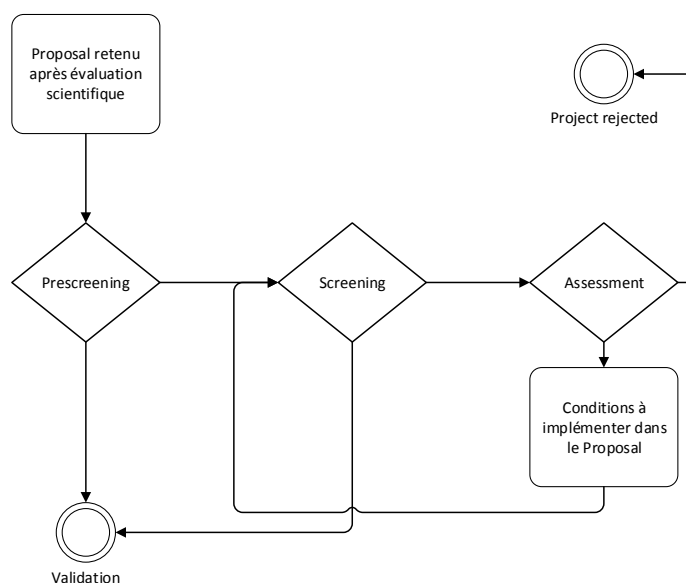 Proposal retenu
après évaluation
scientifique
Project rejected
Prescreening
Screening
Assessment
Conditions à
implémenter dans
le Proposal
Validation